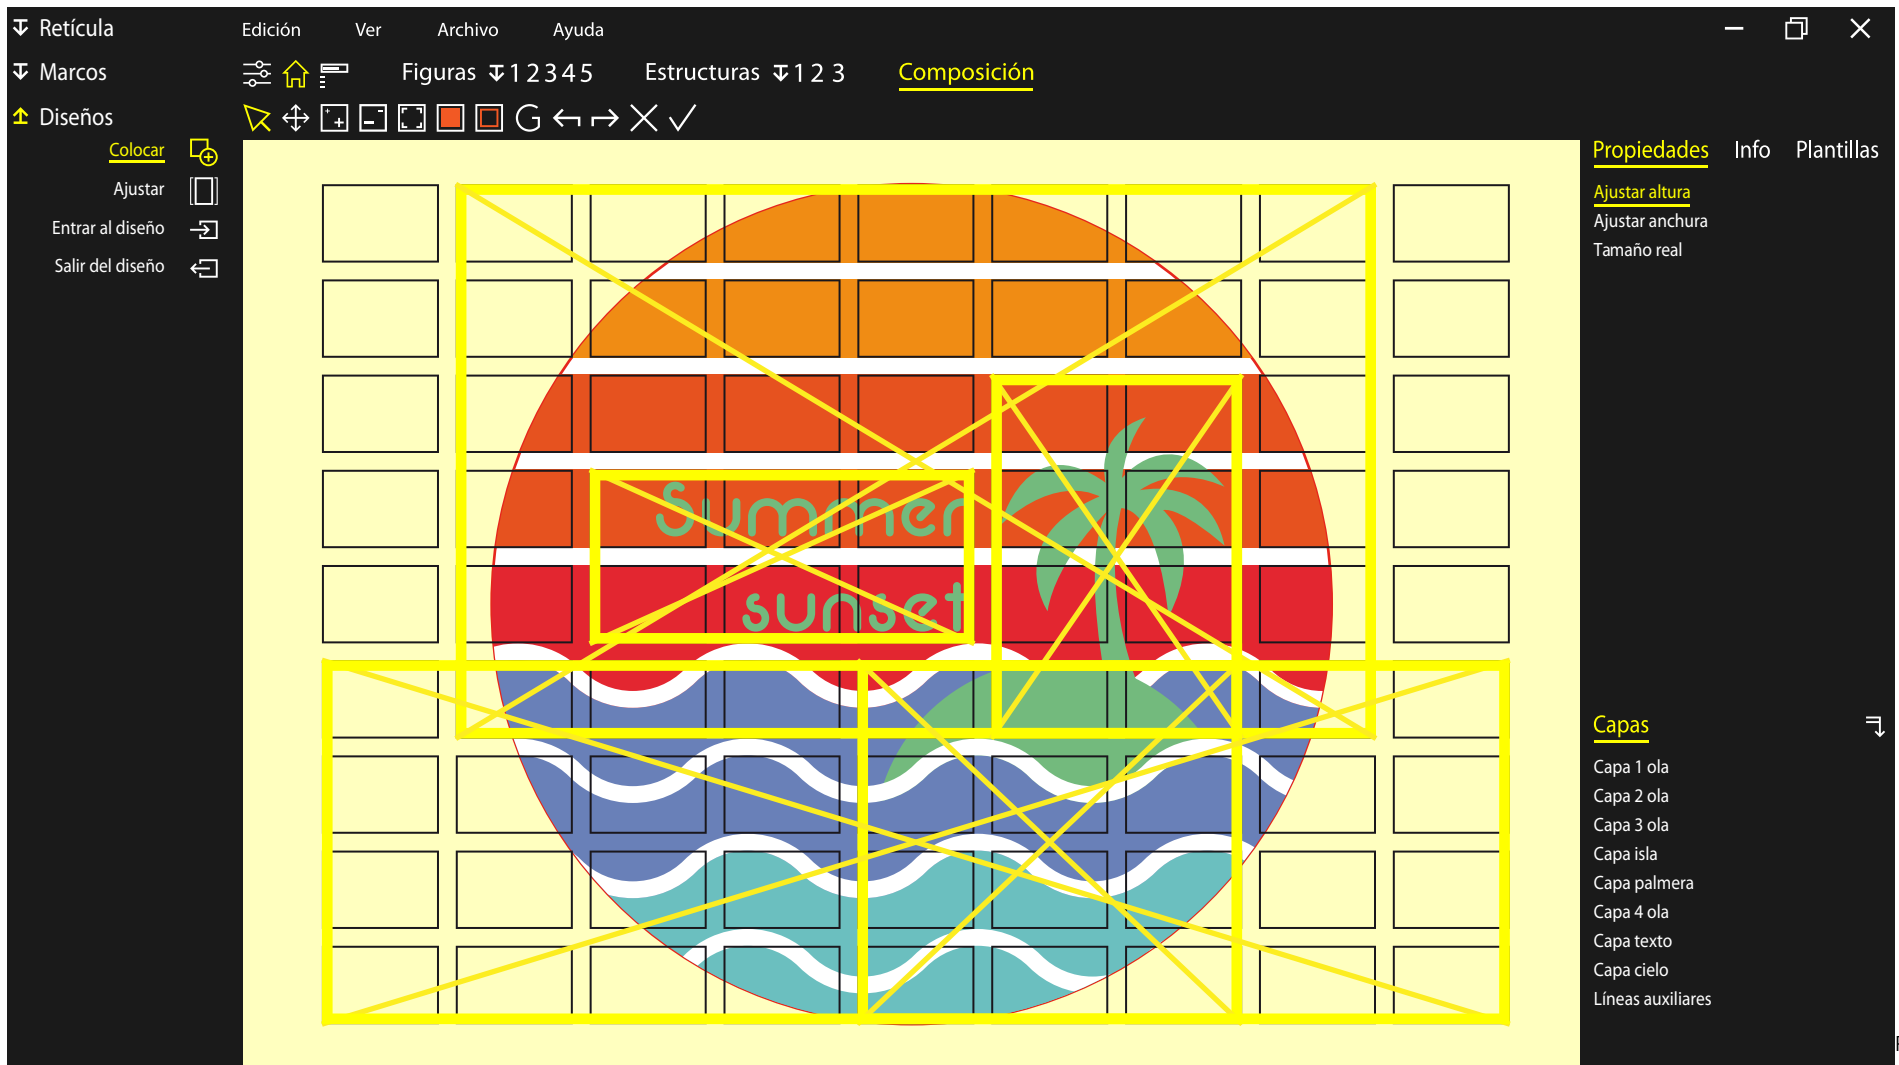 Retícula
Edición Ver Archivo Ayuda
Marcos
Figuras 1 2 3 4 5 Estructuras 1 2 3 Composición
Diseños
Colocar
Ajustar
Entrar al diseño
Salir del diseño
Propiedades Info Plantillas
Ajustar altura
Ajustar anchura
Tamaño real
Summer
sunset
Capas
Capa 1 ola
Capa 2 ola
Capa 3 ola
Capa isla
Capa palmera
Capa 4 ola
Capa texto
Capa cielo
Líneas auxiliares